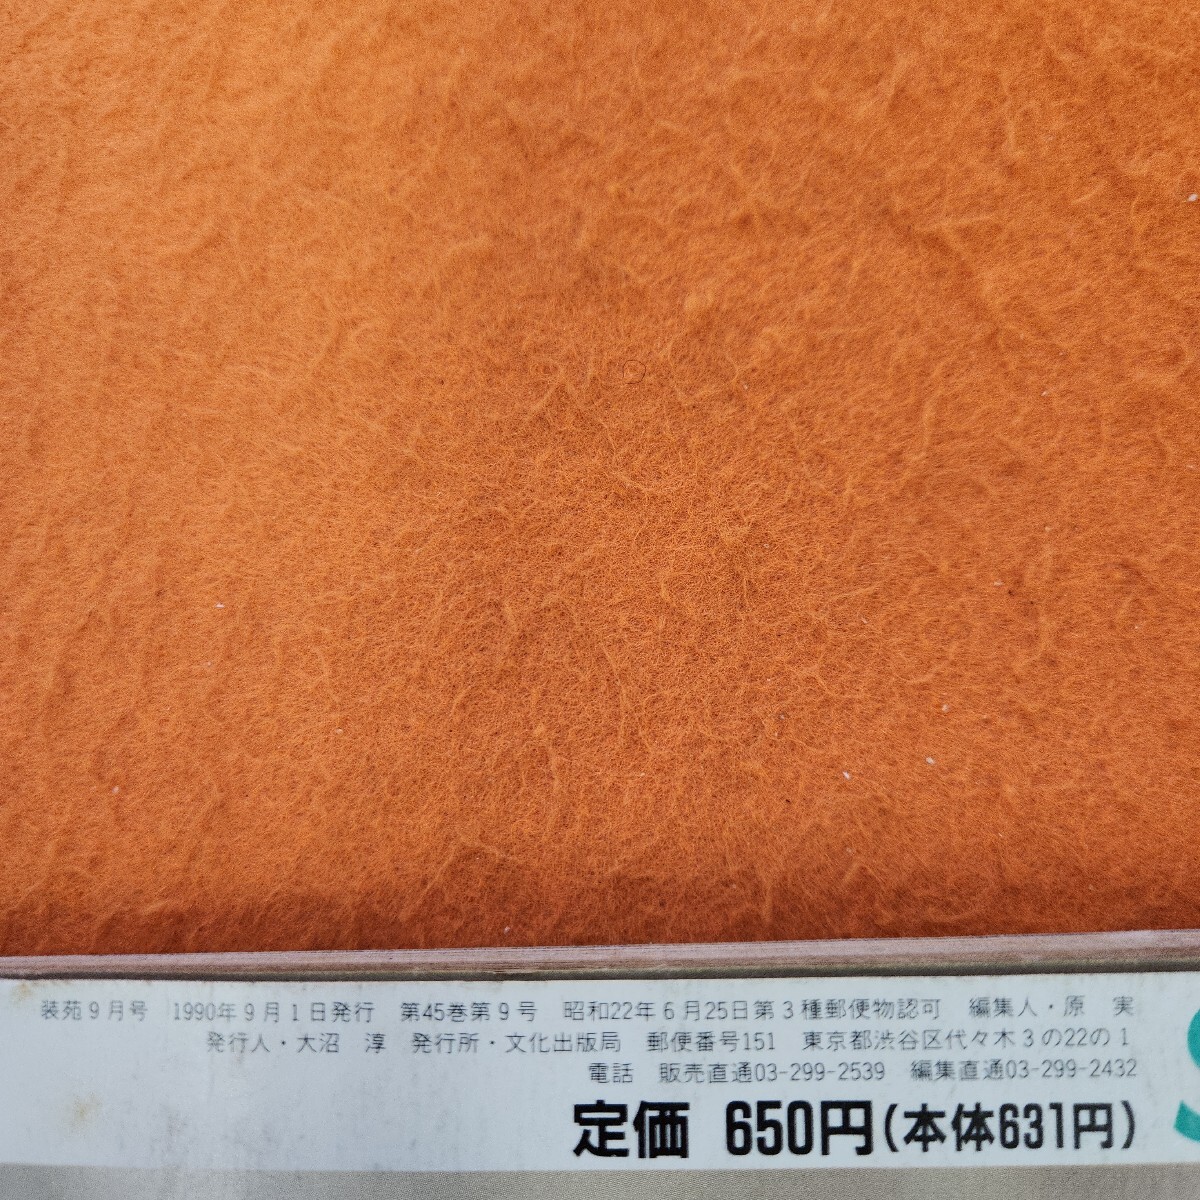 装苑9月号　1990年9月1日発行　第45巻第9号　昭和22年6月25日第3種郵便物認可　編集人・原　実
発行人・大沼　淳　発行所・文化出版局　郵便番号151　東京都渋谷区代々木3の22の1
電話　販売直通03-299-2539　編集直通03-299-2432
定価 650円(本体631円)